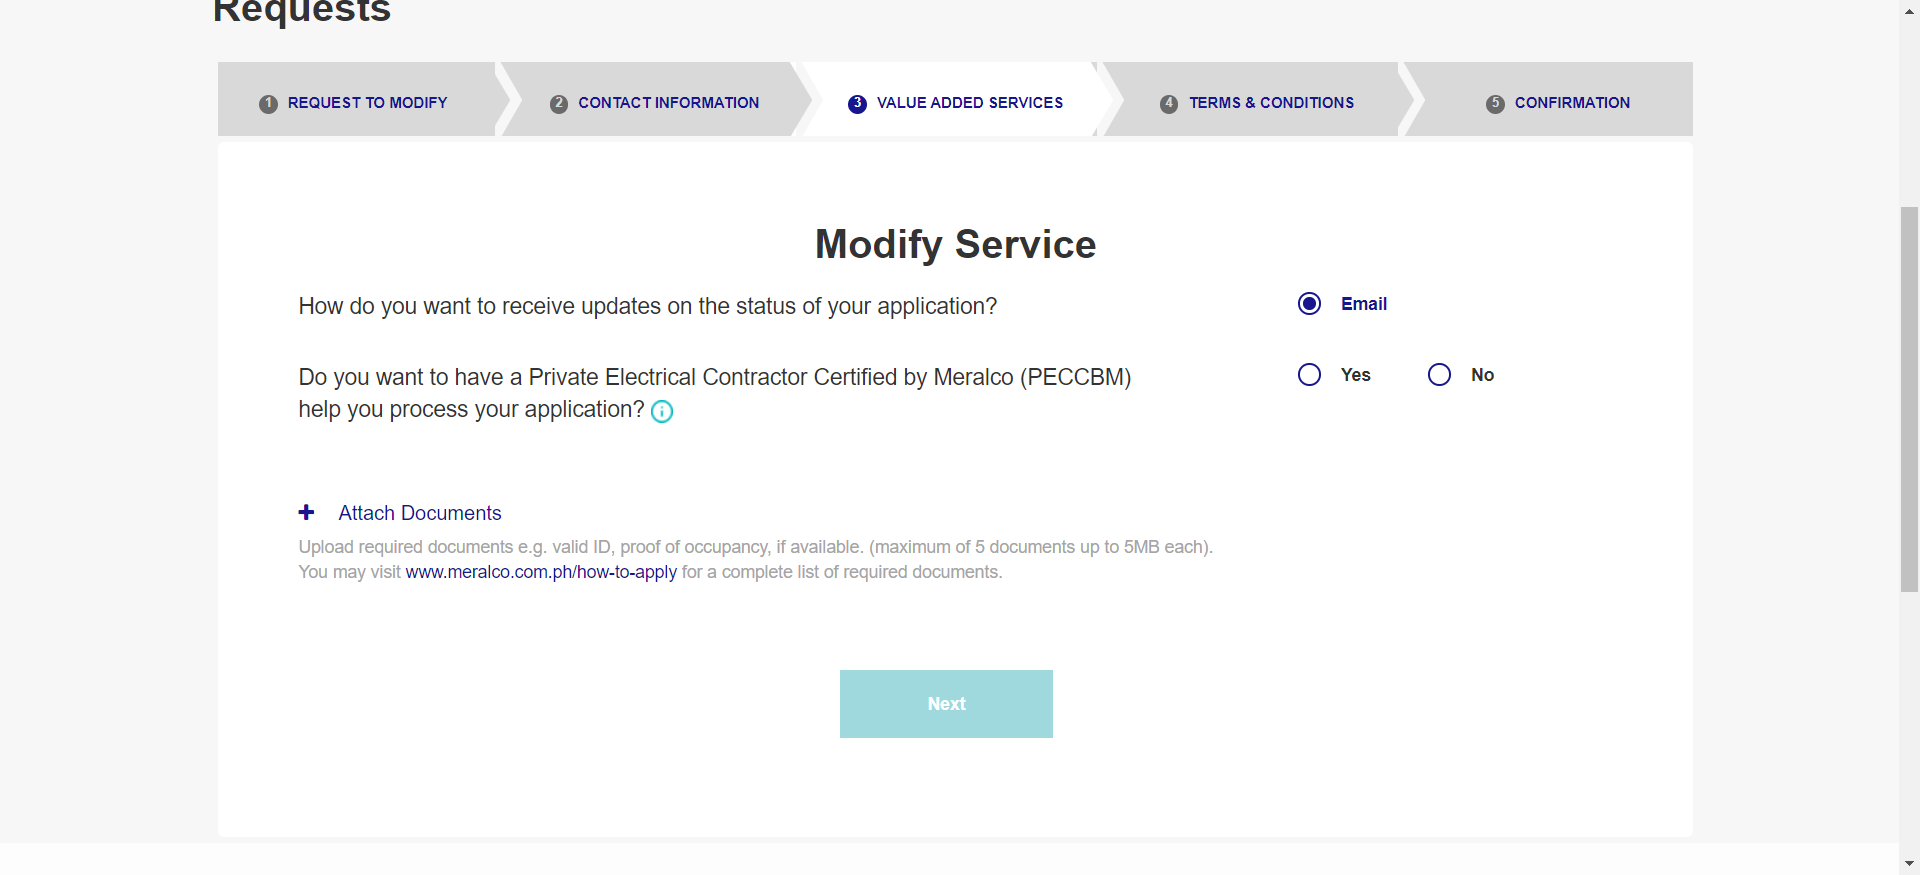 Requests
1 REQUEST TO MODIFY
2 CONTACT INFORMATION
3 VALUE ADDED SERVICES
4 TERMS & CONDITIONS
5 CONFIRMATION
Modify Service
How do you want to receive updates on the status of your application?
Email
Do you want to have a Private Electrical Contractor Certified by Meralco (PECCBM)
help you process your application?
Yes No
+ Attach Documents
Upload required documents e.g. valid ID, proof of occupancy, if available. (maximum of 5 documents up to 5MB each).
You may visit www.meralco.com.ph/how-to-apply for a complete list of required documents.
Next